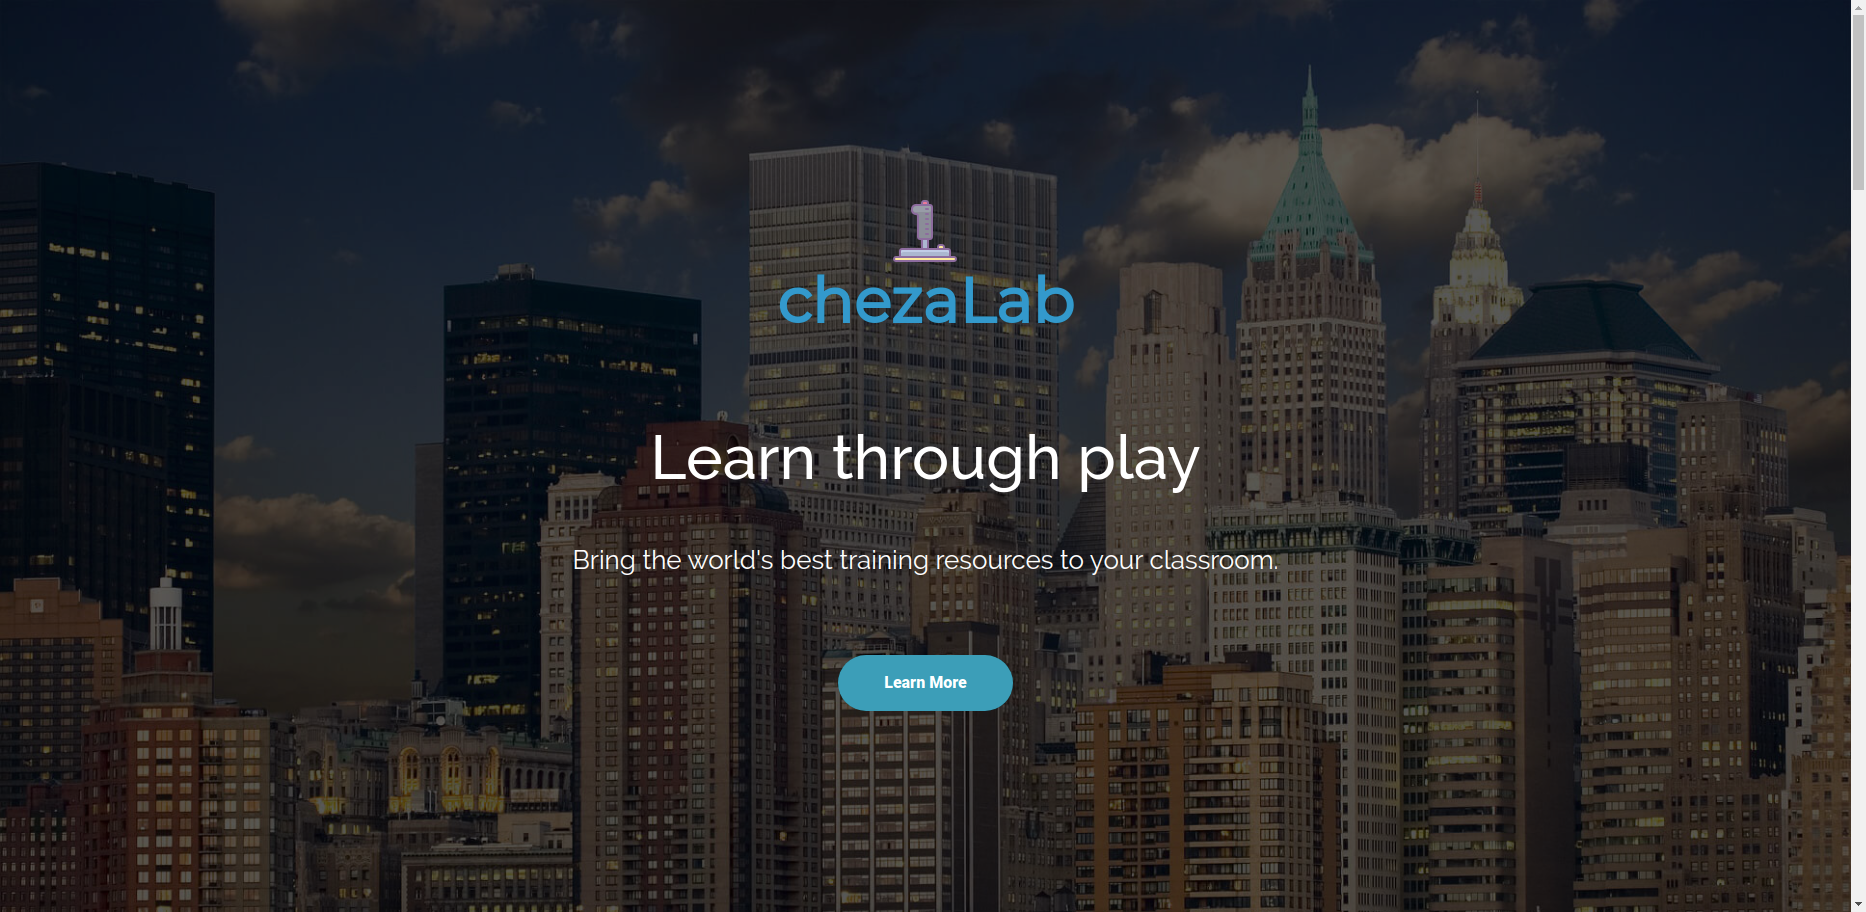 chezaLab
Learn through play
Bring the world's best training resources to your classroom.
Learn More